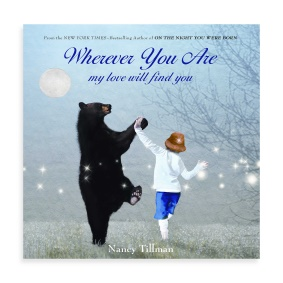 From the NEW YORK TIMES–Bestselling Author of ON THE NIGHT YOU WERE BORN
Wherever You Are
my love will find you
Nancy Tillman